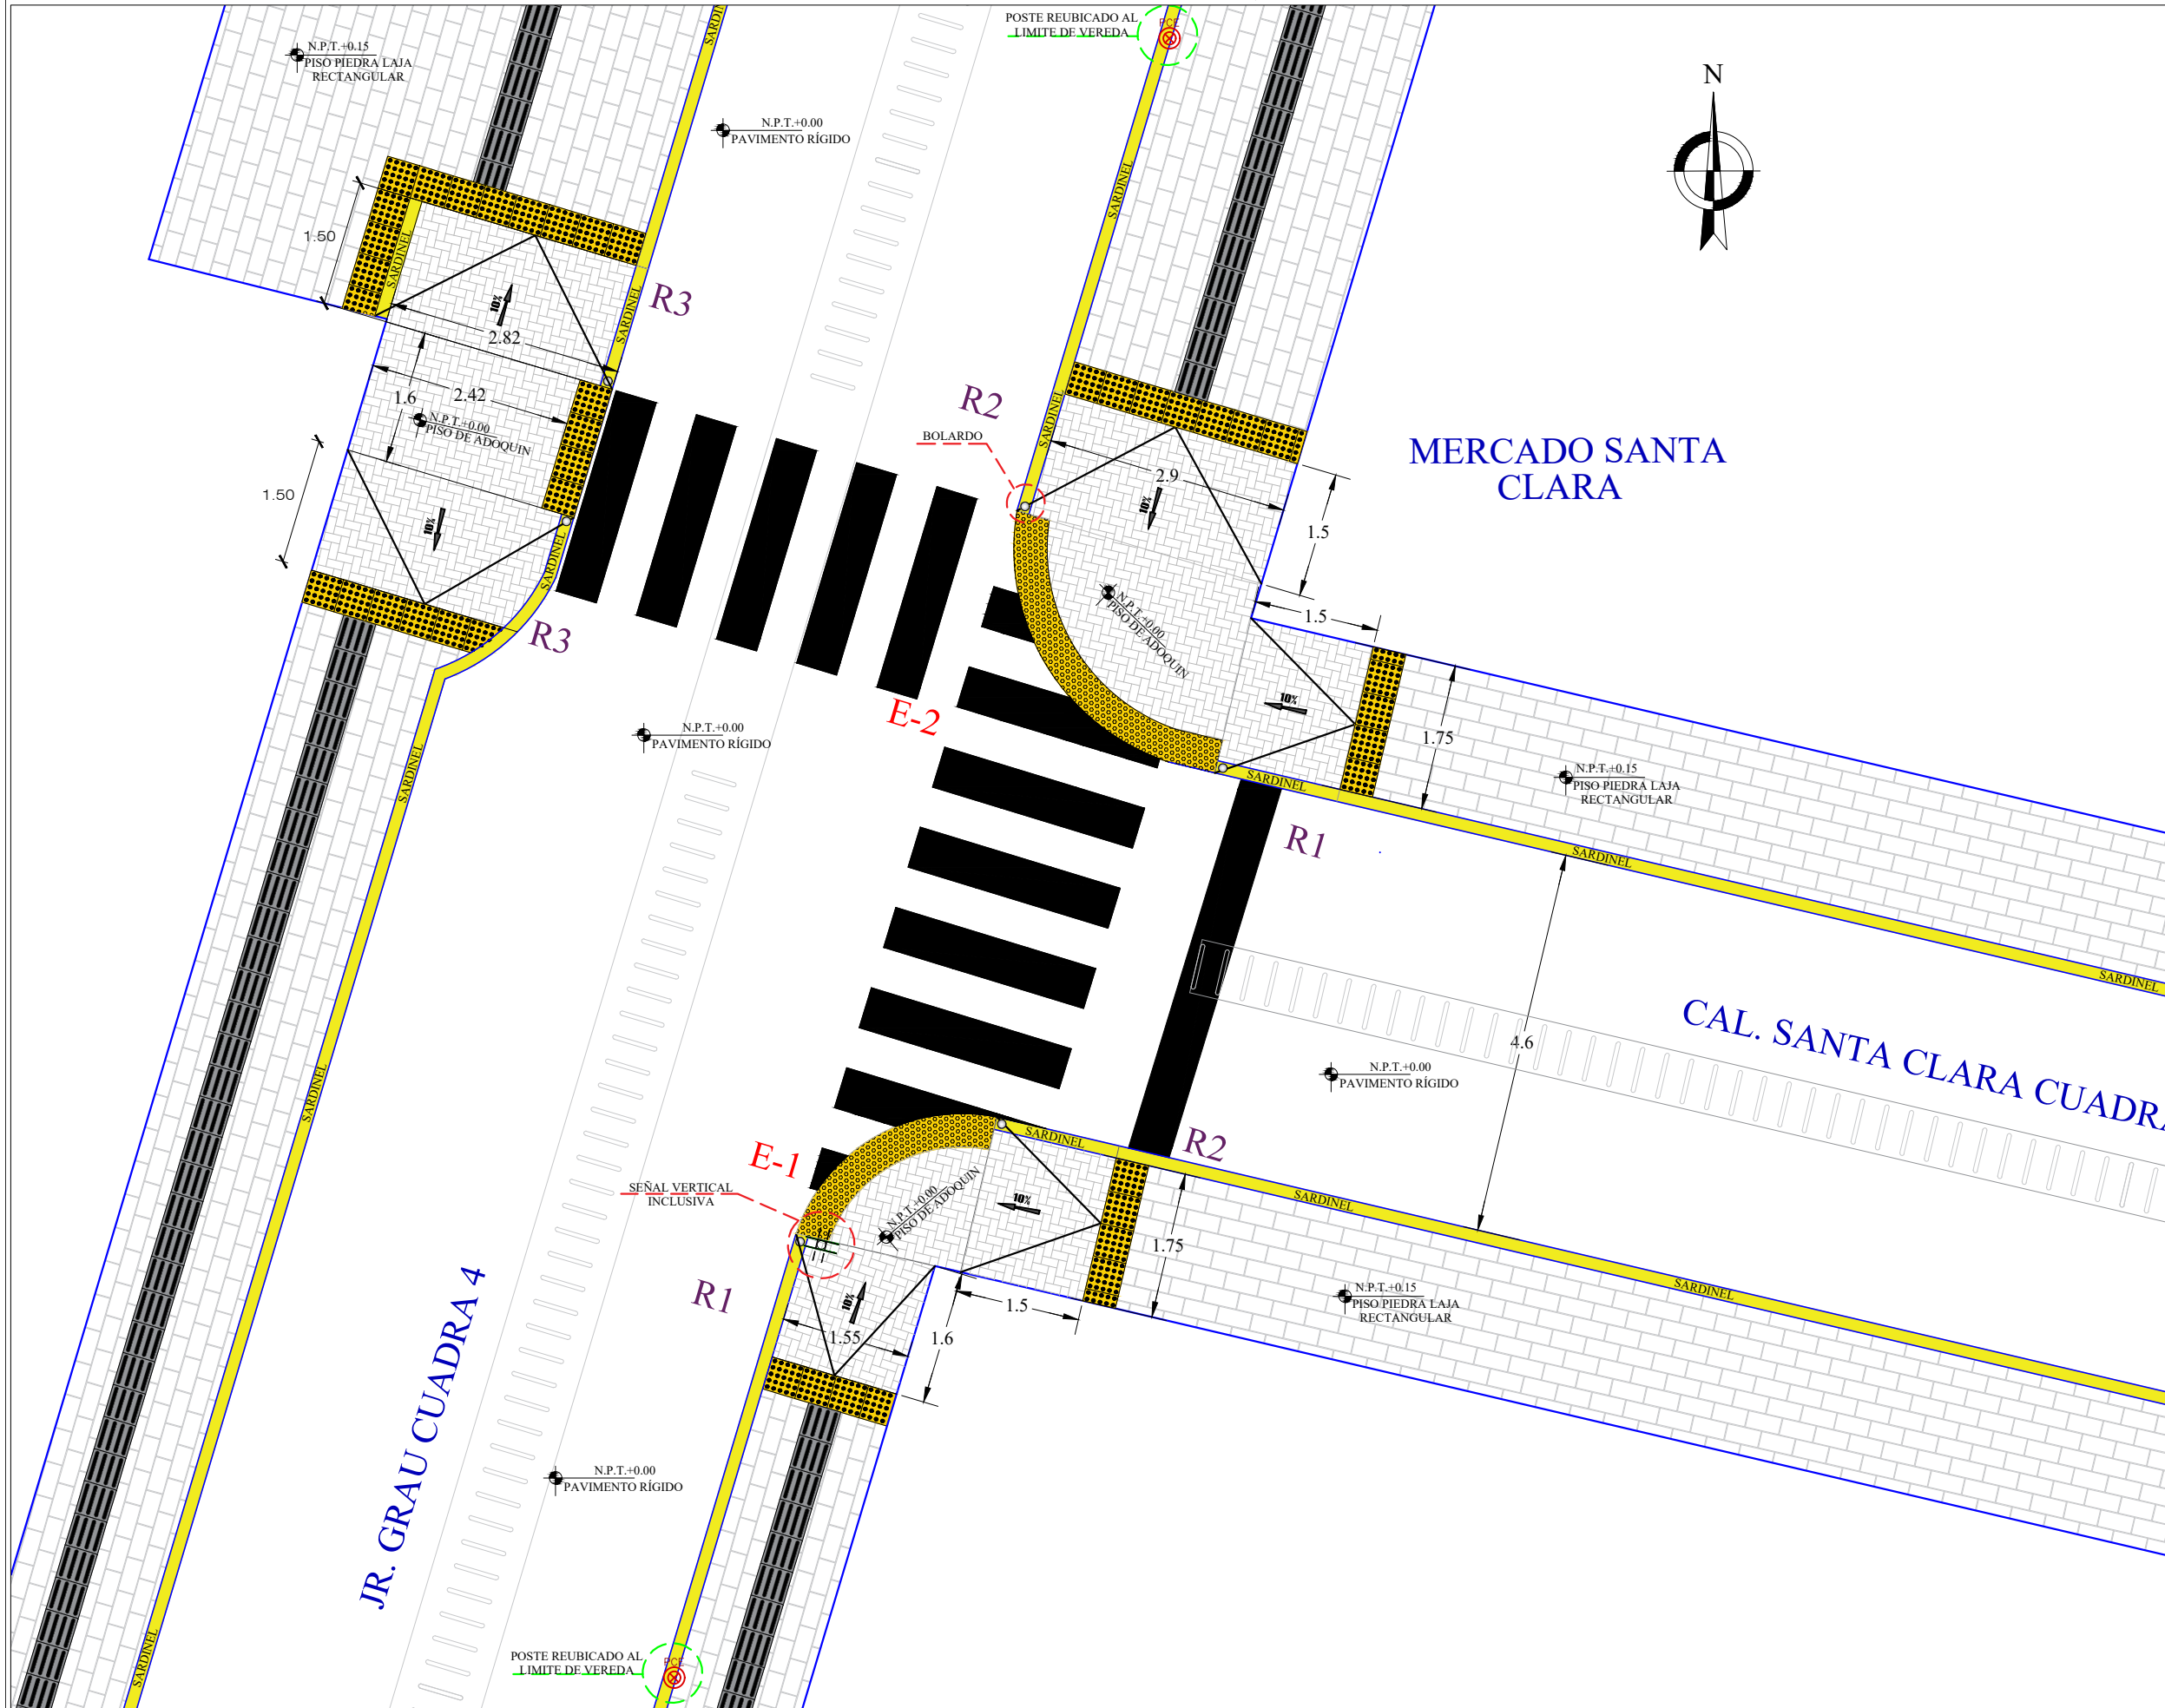 SARDIN
POSTE REUBICADO AL
LIMITE DE VEREDA
PCE
N.P.T.+0.15
PISO PIEDRA LAJA
RECTANGULAR
N
N.P.T.+0.00
PAVIMENTO RÍGIDO
SARDINEL
1.50
SARDINEL
10%
R3
SARDINEL
2.82
1.6
2.42
N.P.T.+0.00
PISO DE ADOQUIN
R2
BOLARDO
SARDINEL
2.9
10%
MERCADO SANTA
CLARA
1.50
10%
1.5
SARDINEL
R3
N.P.T.+0.00
PISO DE ADOQUIN
1.5
10%
E-2
N.P.T.+0.00
PAVIMENTO RÍGIDO
1.75
SARDINEL
SARDINEL
N.P.T.+0.15
PISO PIEDRA LAJA
RECTANGULAR
R1
SARDINEL
SARDINEL
4.6
CAL. SANTA CLARA CUADRA
N.P.T.+0.00
PAVIMENTO RÍGIDO
SARDINEL
SARDINEL
R2
E-1
SEÑAL VERTICAL
INCLUSIVA
N.P.T.+0.00
PISO DE ADOQUIN
10%
SARDINEL
1.75
R1
10%
1.5
1.55
1.6
N.P.T.+0.15
PISO PIEDRA LAJA
RECTANGULAR
SARDINEL
JR. GRAU CUADRA 4
N.P.T.+0.00
PAVIMENTO RÍGIDO
SARDINEL
POSTE REUBICADO AL
LIMITE DE VEREDA
PCE